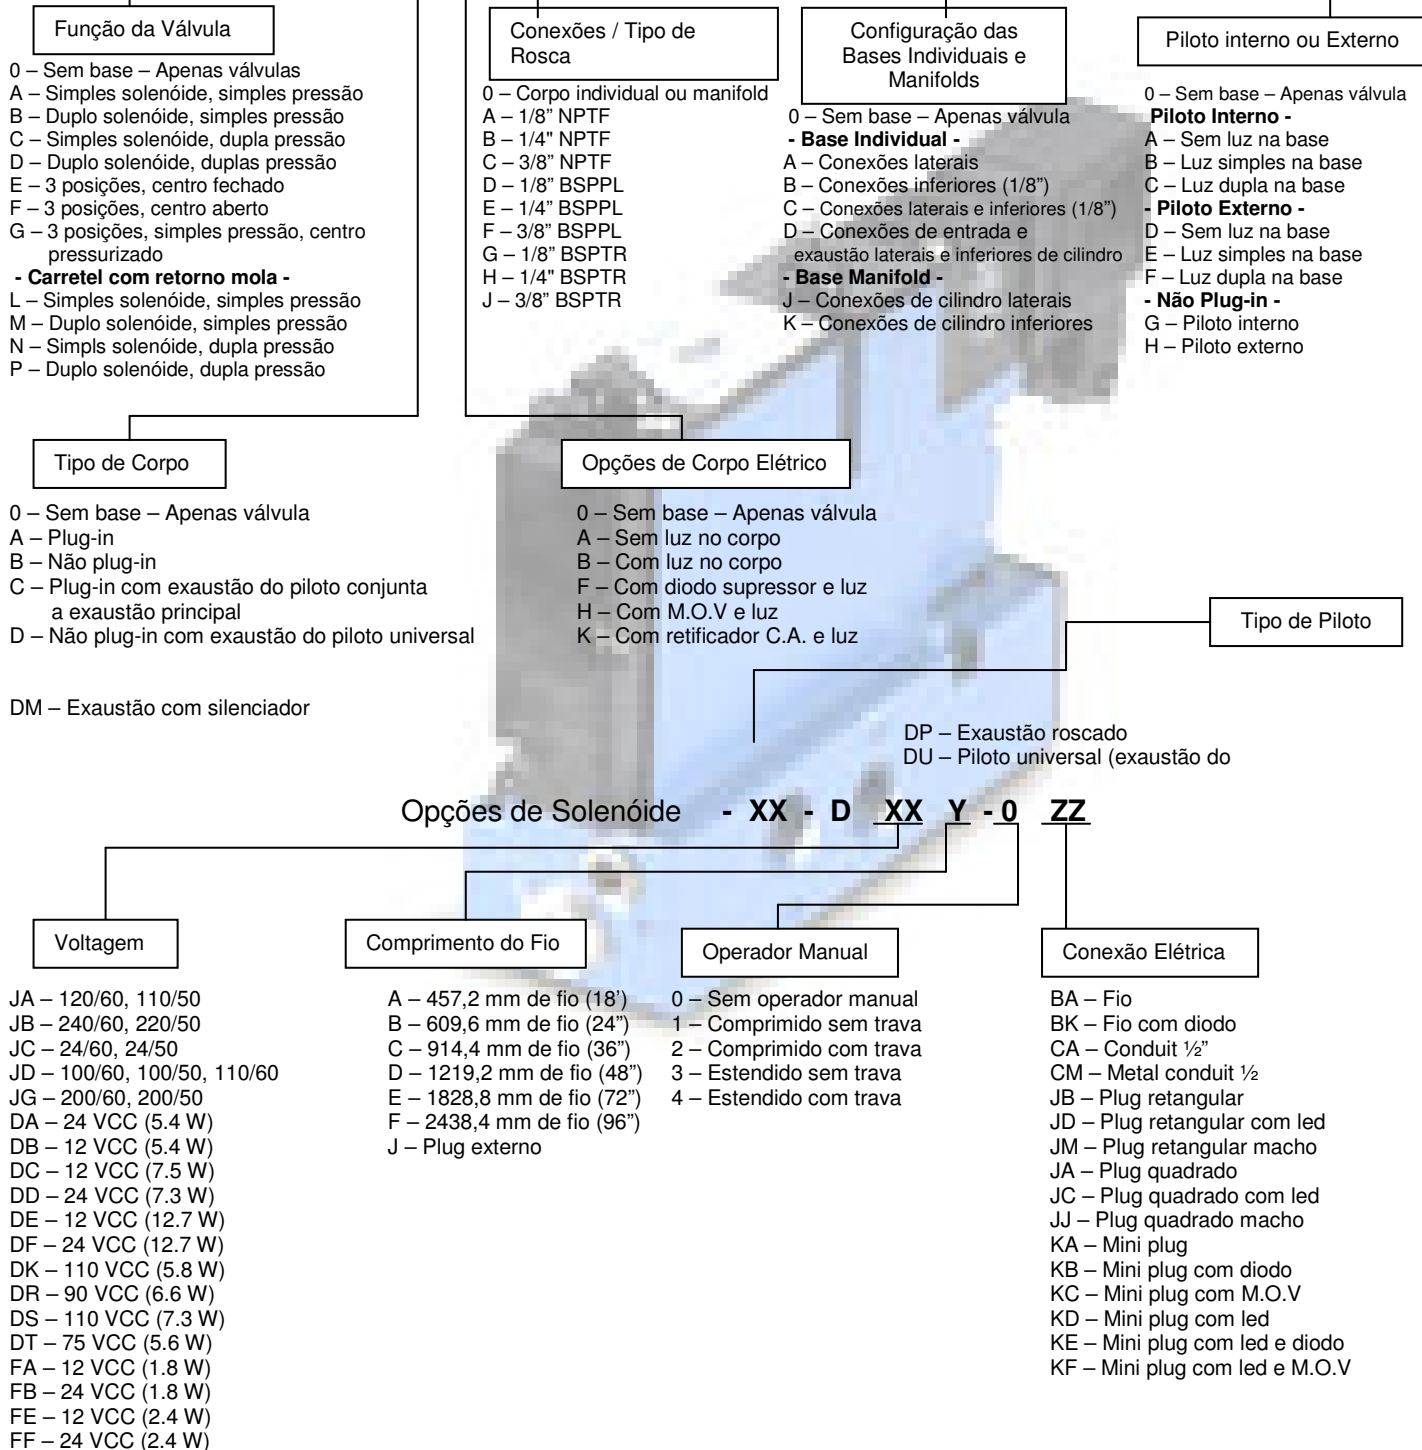 Função da Válvula
0 – Sem base – Apenas válvulas
A – Simples solenóide, simples pressão
B – Duplo solenóide, simples pressão
C – Simples solenóide, dupla pressão
D – Duplo solenóide, duplas pressão
E – 3 posições, centro fechado
F – 3 posições, centro aberto
G – 3 posições, simples pressão, centro
pressurizado
- Carretel com retorno mola -
L – Simples solenóide, simples pressão
M – Duplo solenóide, simples pressão
N – Simpls solenóide, dupla pressão
P – Duplo solenóide, dupla pressão
Conexões / Tipo de
Rosca
0 – Corpo individual ou manifold
A – 1/8” NPTF
B – 1/4" NPTF
C – 3/8” NPTF
D – 1/8” BSPPL
E – 1/4” BSPPL
F – 3/8” BSPPL
G – 1/8” BSPTR
H – 1/4" BSPTR
J – 3/8” BSPTR
Configuração das
Bases Individuais e
Manifolds
0 – Sem base – Apenas válvula
- Base Individual -
A – Conexões laterais
B – Conexões inferiores (1/8”)
C – Conexões laterais e inferiores (1/8”)
D – Conexões de entrada e
exaustão laterais e inferiores de cilindro
- Base Manifold -
J – Conexões de cilindro laterais
K – Conexões de cilindro inferiores
Piloto interno ou Externo
0 – Sem base – Apenas válvula
Piloto Interno -
A – Sem luz na base
B – Luz simples na base
C – Luz dupla na base
- Piloto Externo -
D – Sem luz na base
E – Luz simples na base
F – Luz dupla na base
- Não Plug-in -
G – Piloto interno
H – Piloto externo
Tipo de Corpo
0 – Sem base – Apenas válvula
A – Plug-in
B – Não plug-in
C – Plug-in com exaustão do piloto conjunta
a exaustão principal
D – Não plug-in com exaustão do piloto universal
Opções de Corpo Elétrico
0 – Sem base – Apenas válvula
A – Sem luz no corpo
B – Com luz no corpo
F – Com diodo supressor e luz
H – Com M.O.V e luz
K – Com retificador C.A. e luz
Tipo de Piloto
DM – Exaustão com silenciador
DP – Exaustão roscado
DU – Piloto universal (exaustão do
Opções de Solenóide - XX - D XX Y - 0 ZZ
Voltagem
JA – 120/60, 110/50
JB – 240/60, 220/50
JC – 24/60, 24/50
JD – 100/60, 100/50, 110/60
JG – 200/60, 200/50
DA – 24 VCC (5.4 W)
DB – 12 VCC (5.4 W)
DC – 12 VCC (7.5 W)
DD – 24 VCC (7.3 W)
DE – 12 VCC (12.7 W)
DF – 24 VCC (12.7 W)
DK – 110 VCC (5.8 W)
DR – 90 VCC (6.6 W)
DS – 110 VCC (7.3 W)
DT – 75 VCC (5.6 W)
FA – 12 VCC (1.8 W)
FB – 24 VCC (1.8 W)
FE – 12 VCC (2.4 W)
FF – 24 VCC (2.4 W)
Comprimento do Fio
A – 457,2 mm de fio (18’)
B – 609,6 mm de fio (24”)
C – 914,4 mm de fio (36”)
D – 1219,2 mm de fio (48”)
E – 1828,8 mm de fio (72”)
F – 2438,4 mm de fio (96”)
J – Plug externo
Operador Manual
0 – Sem operador manual
1 – Comprimido sem trava
2 – Comprimido com trava
3 – Estendido sem trava
4 – Estendido com trava
Conexão Elétrica
BA – Fio
BK – Fio com diodo
CA – Conduit ½”
CM – Metal conduit ½
JB – Plug retangular
JD – Plug retangular com led
JM – Plug retangular macho
JA – Plug quadrado
JC – Plug quadrado com led
JJ – Plug quadrado macho
KA – Mini plug
KB – Mini plug com diodo
KC – Mini plug com M.O.V
KD – Mini plug com led
KE – Mini plug com led e diodo
KF – Mini plug com led e M.O.V